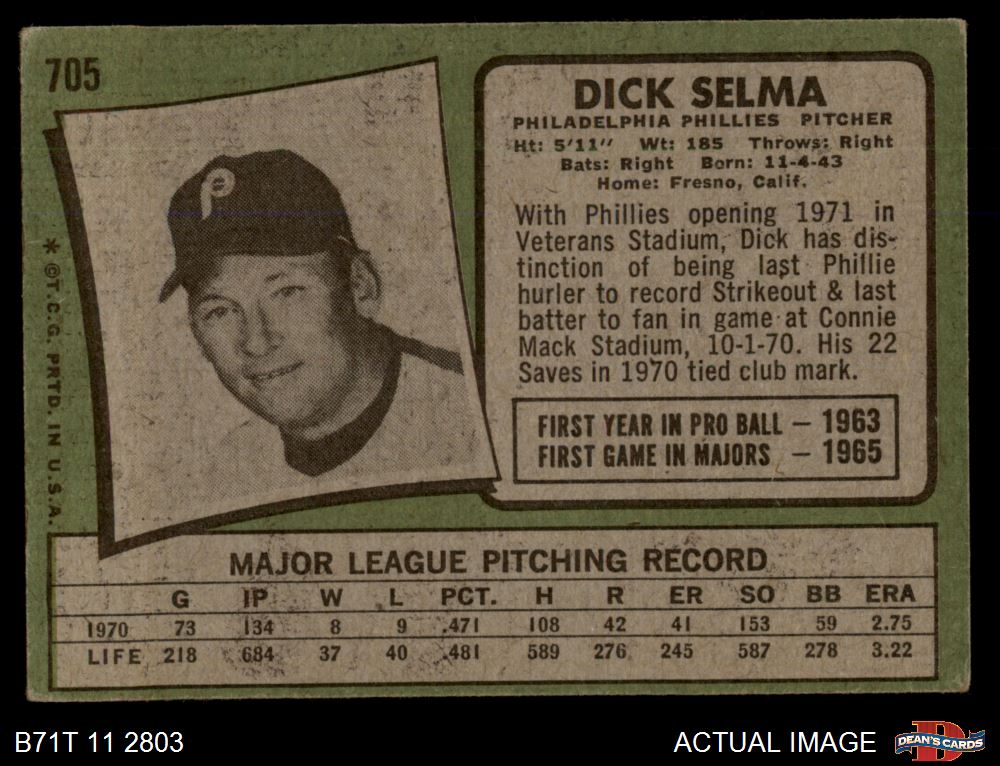 705
DICK SELMA
PHILADELPHIA PHILLIES PITCHER
Ht: 5'11" Wt: 185 Throws: Right
Bats: Right Born: 11-4-43
Home: Fresno, Calif.
With Phillies opening 1971 in
Veterans Stadium, Dick has dis-
tinction of being last Phillie
hurler to record Strikeout & last
batter to fan in game at Connie
Mack Stadium, 10-1-70. His 22
Saves in 1970 tied club mark.
FIRST YEAR IN PRO BALL — 1963
FIRST GAME IN MAJORS — 1965
P
* ©T.C.G. PRTD. IN U.S.A.
MAJOR LEAGUE PITCHING RECORD
G IP W L PCT. H R ER SO BB ERA
1970 73 134 8 9 .471 108 42 41 153 59 2.75
LIFE 218 684 37 40 .481 589 276 245 587 278 3.22
B71T 11 2803
ACTUAL IMAGE
D
DEAN'S CARDS